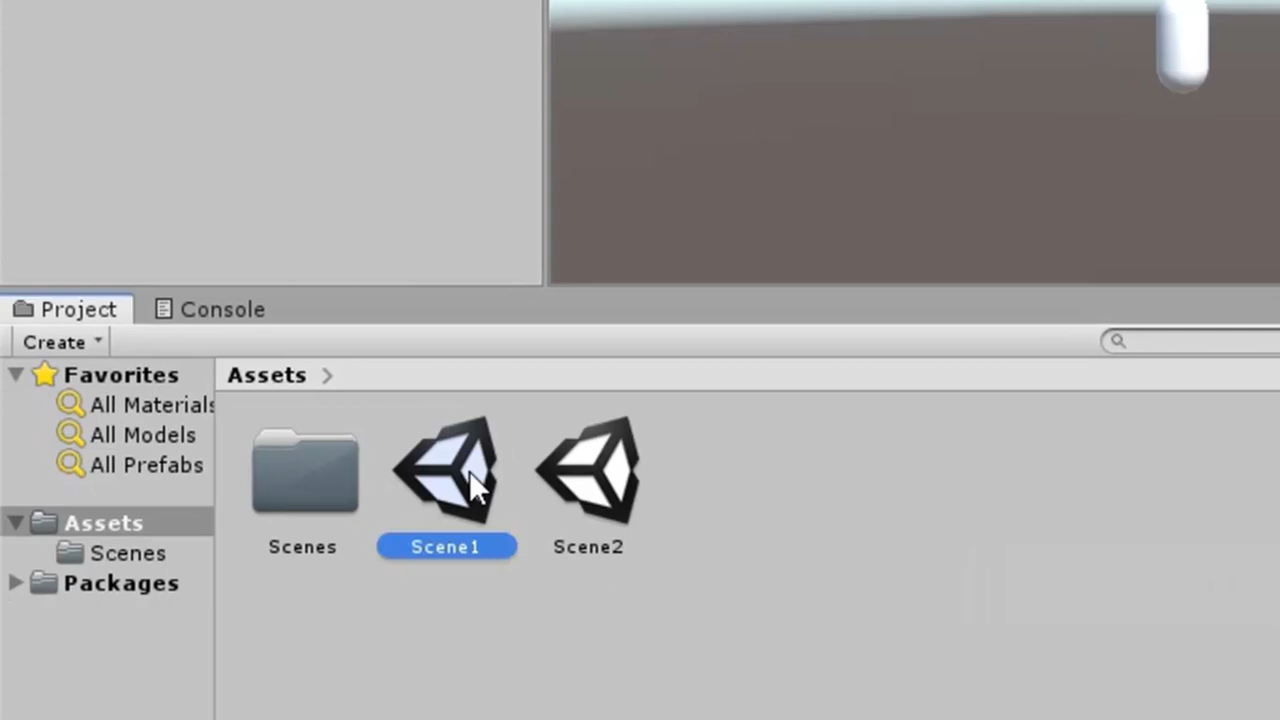 Project
Console
Create
Favorites
All Materials
All Models
All Prefabs
Assets
Scenes
Packages
Assets
Scenes
Scene1
Scene2